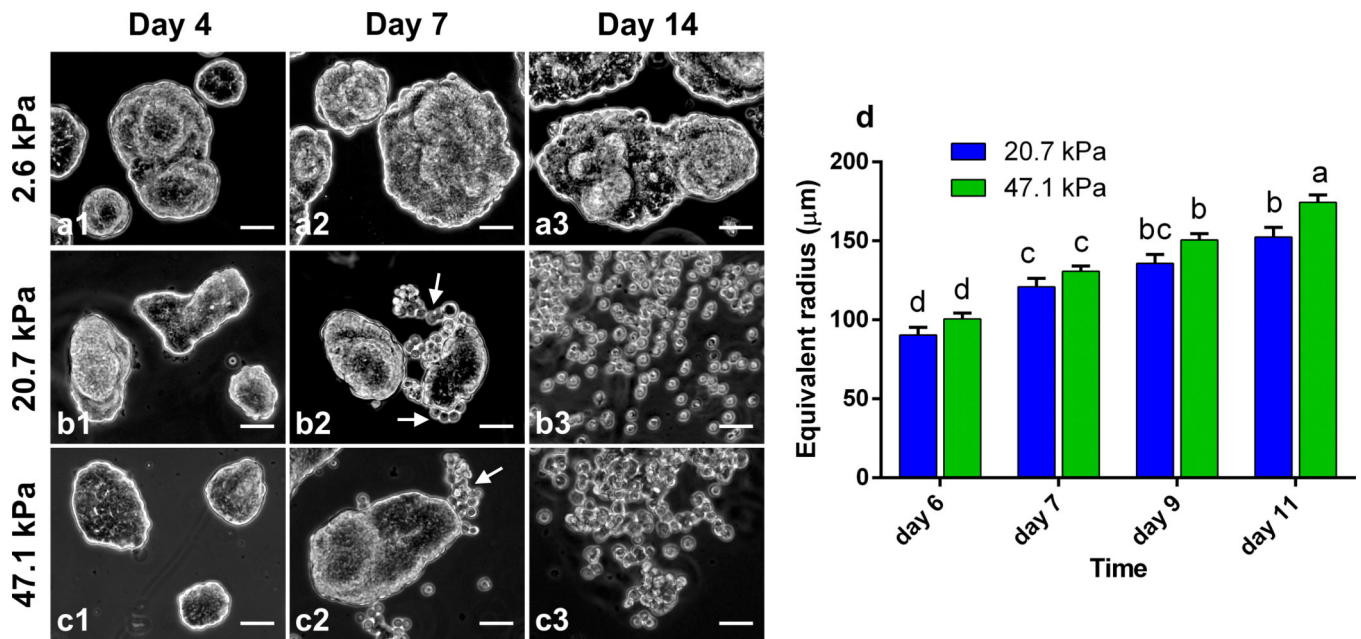 Day 4 Day 7 Day 14
2.6 kPa
a1 a2 a3
20.7 kPa
b1 b2 b3
47.1 kPa
c1 c2 c3
d
20.7 kPa
47.1 kPa
Equivalent radius (μm)
200
150
100
50
0
d d c c bc b b a
day 6 day 7 day 9 day 11
Time